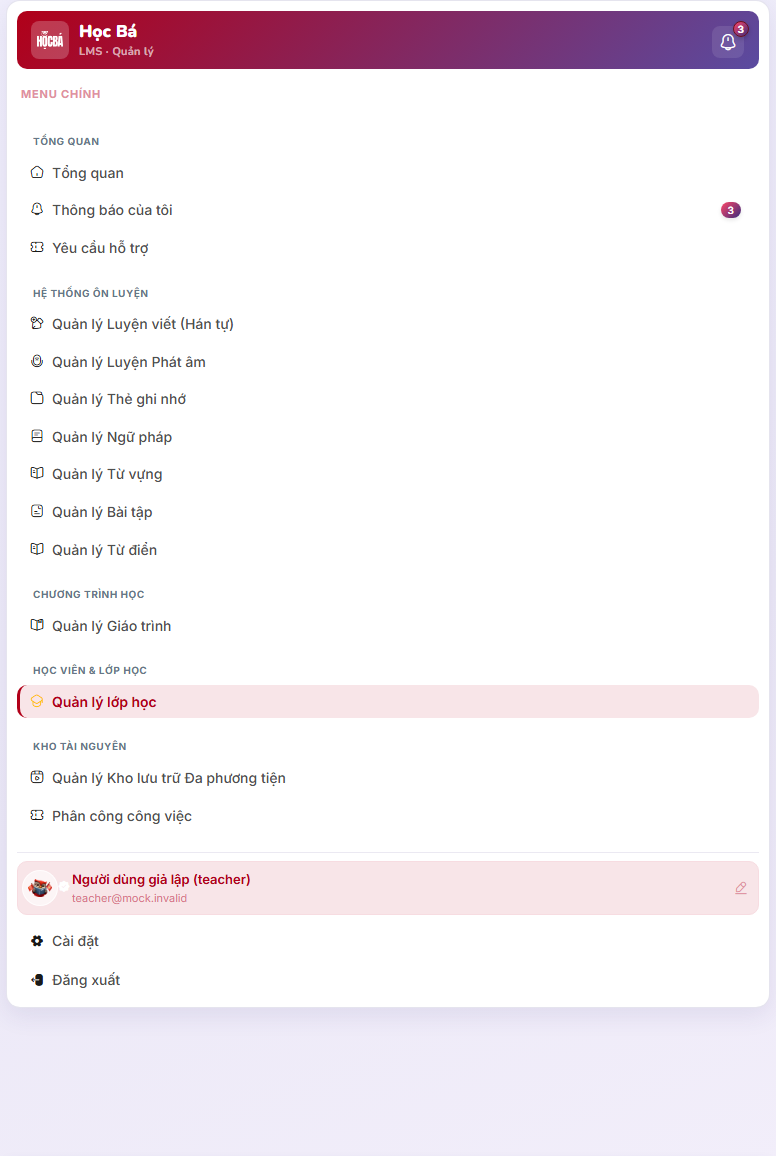 HỌCBÁ
Học Bá
LMS · Quản lý
3
MENU CHÍNH
TỔNG QUAN
Tổng quan
Thông báo của tôi
3
Yêu cầu hỗ trợ
HỆ THỐNG ÔN LUYỆN
Quản lý Luyện viết (Hán tự)
Quản lý Luyện Phát âm
Quản lý Thẻ ghi nhớ
Quản lý Ngữ pháp
Quản lý Từ vựng
Quản lý Bài tập
Quản lý Từ điển
CHƯƠNG TRÌNH HỌC
Quản lý Giáo trình
HỌC VIÊN & LỚP HỌC
Quản lý lớp học
KHO TÀI NGUYÊN
Quản lý Kho lưu trữ Đa phương tiện
Phân công công việc
Người dùng giả lập (teacher)
teacher@mock.invalid
Cài đặt
Đăng xuất